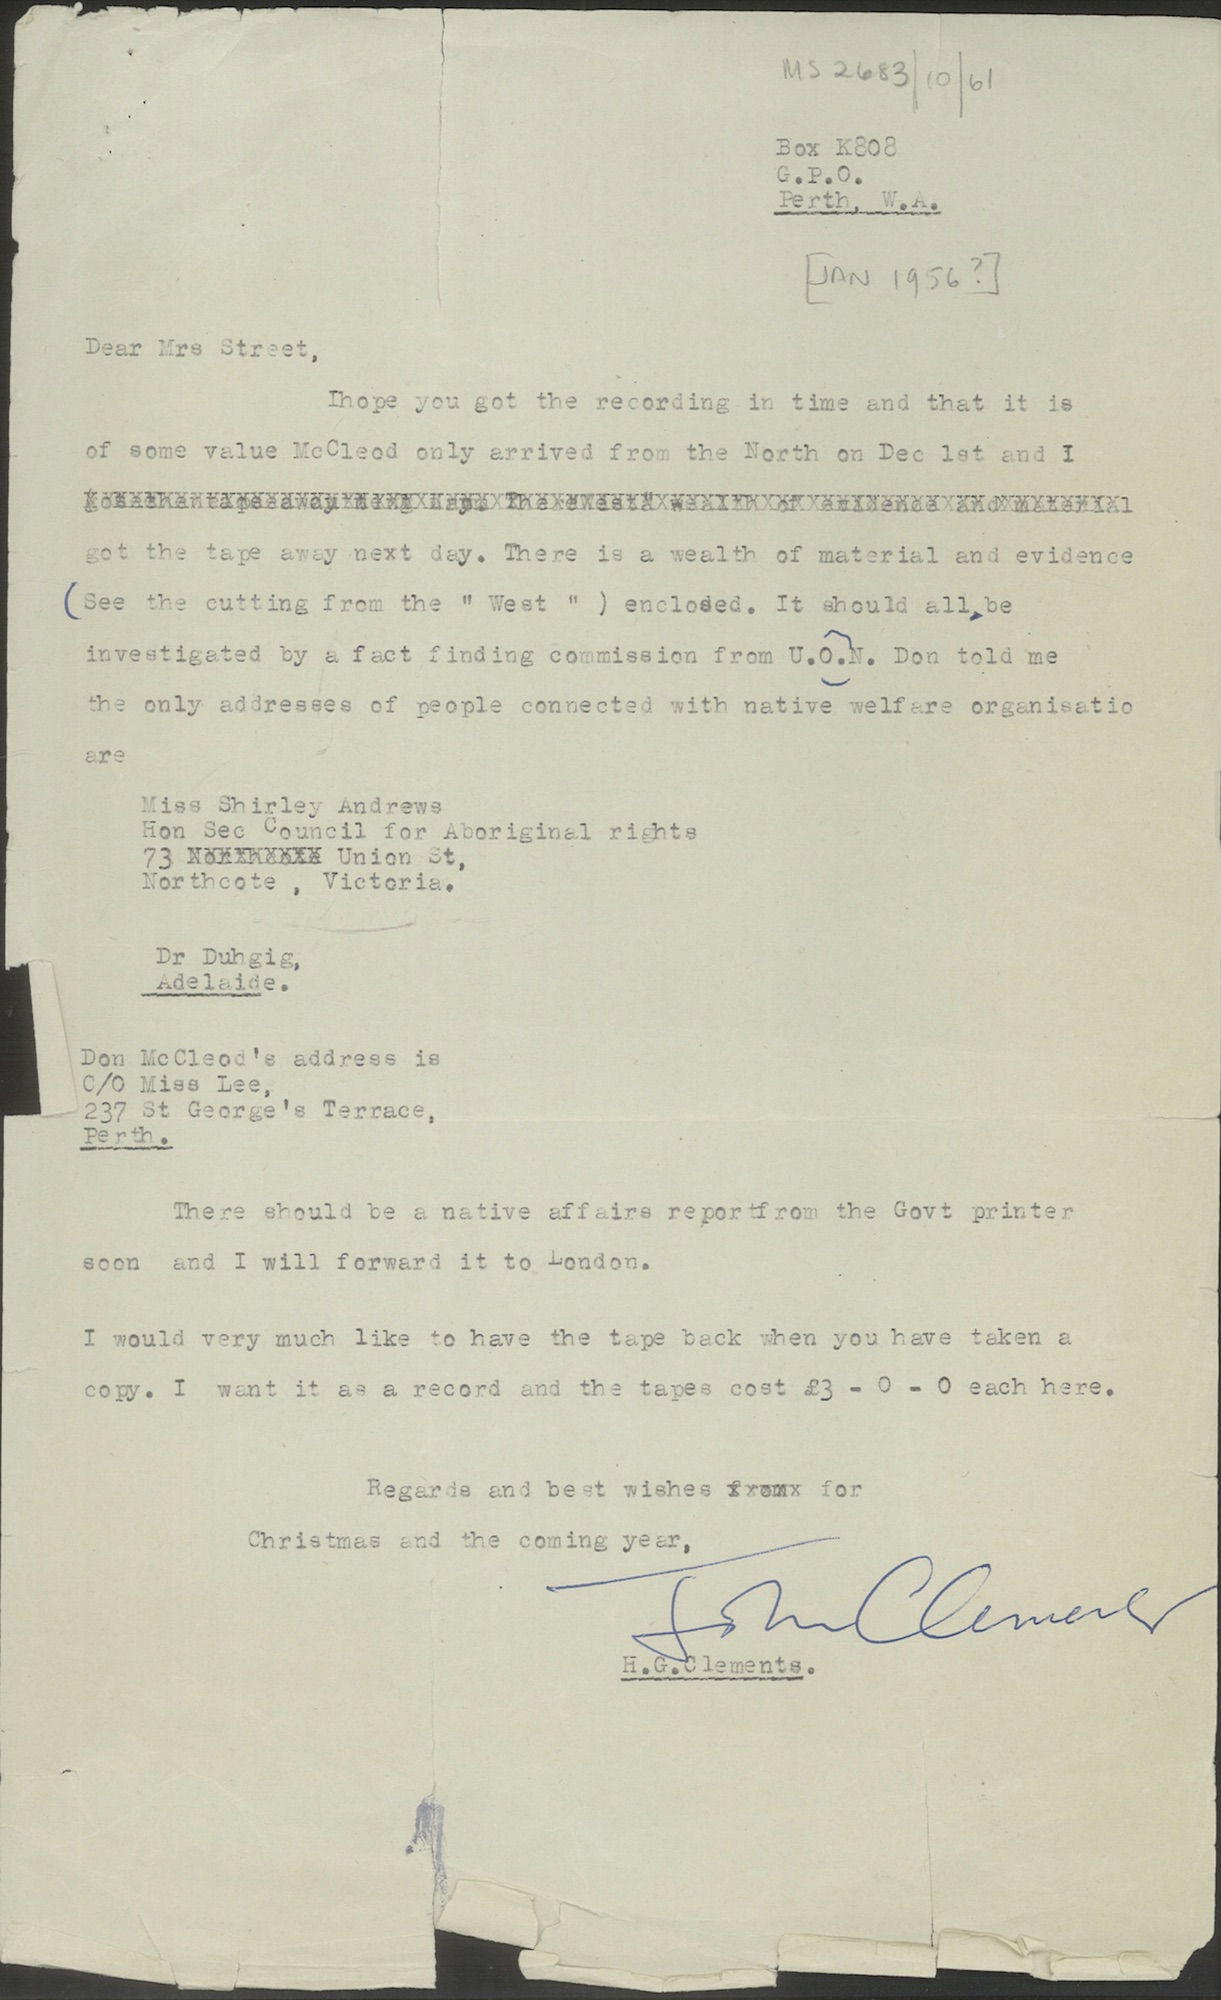 MS 2683/10/61
Box K808
G.P.O.
Perth, W.A.
[JAN 1956?]
Dear Mrs Street,
Ihope you got the recording in time and that it is
of some value McCleod only arrived from the North on Dec 1st and I
got the tape away next day. There is a wealth of material and evidence
(See the cutting from the " West " ) enclosed. It should all be
investigated by a fact finding commission from U.O.N. Don told me
the only addresses of people connected with native welfare organisatio
are
Miss Shirley Andrews
Hon Sec Council for Aboriginal rights
73 Union St,
Northcote , Victoria.
Dr Duhgig,
Adelaide.
Don McCleod's address is
C/O Miss Lee,
237 St George's Terrace,
Perth.
There should be a native affairs reportfrom the Govt printer
soon and I will forward it to London.
I would very much like to have the tape back when you have taken a
copy. I want it as a record and the tapes cost £3 - 0 - 0 each here.
Regards and best wishes for
Christmas and the coming year,
John Clements
H.G.Clements.